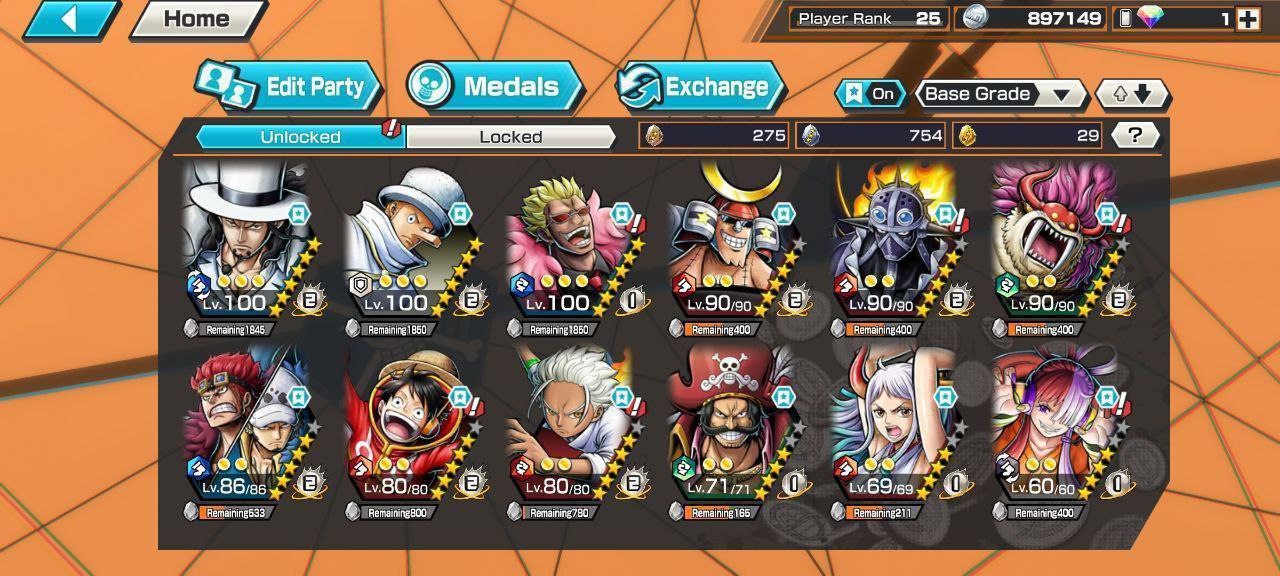 Home
Player Rank 25
897149
1
Edit Party
Medals
Exchange
On
Base Grade
Unlocked
Locked
275
754
29
?
Lv.100
2
Lv.100
2
Lv.100
0
Lv.90/90
2
Lv.90/90
2
Lv.90/90
2
Remaining1845
Remaining1850
Remaining1850
Remaining400
Remaining400
Remaining400
Lv.86/86
2
Lv.80/80
2
Lv.80/80
2
Lv.71/71
0
Lv.69/69
0
Lv.60/60
0
Remaining533
Remaining800
Remaining780
Remaining165
Remaining211
Remaining400